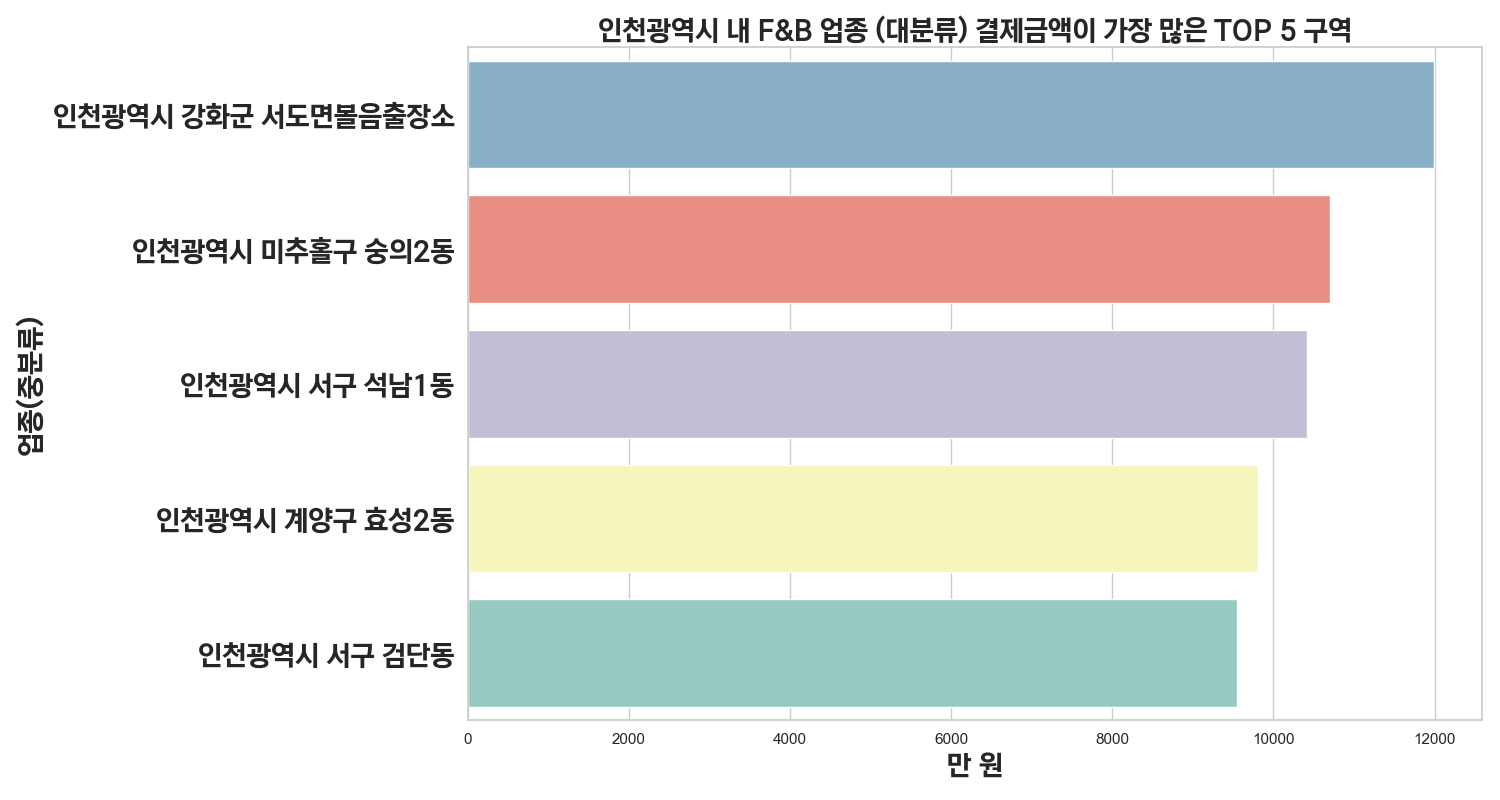 인천광역시 내 F&B 업종 (대분류) 결제금액이 가장 많은 TOP 5 구역
업종(중분류)
인천광역시 강화군 서도면볼음출장소
인천광역시 미추홀구 숭의2동
인천광역시 서구 석남1동
인천광역시 계양구 효성2동
인천광역시 서구 검단동
0 2000 4000 6000 8000 10000 12000
만 원